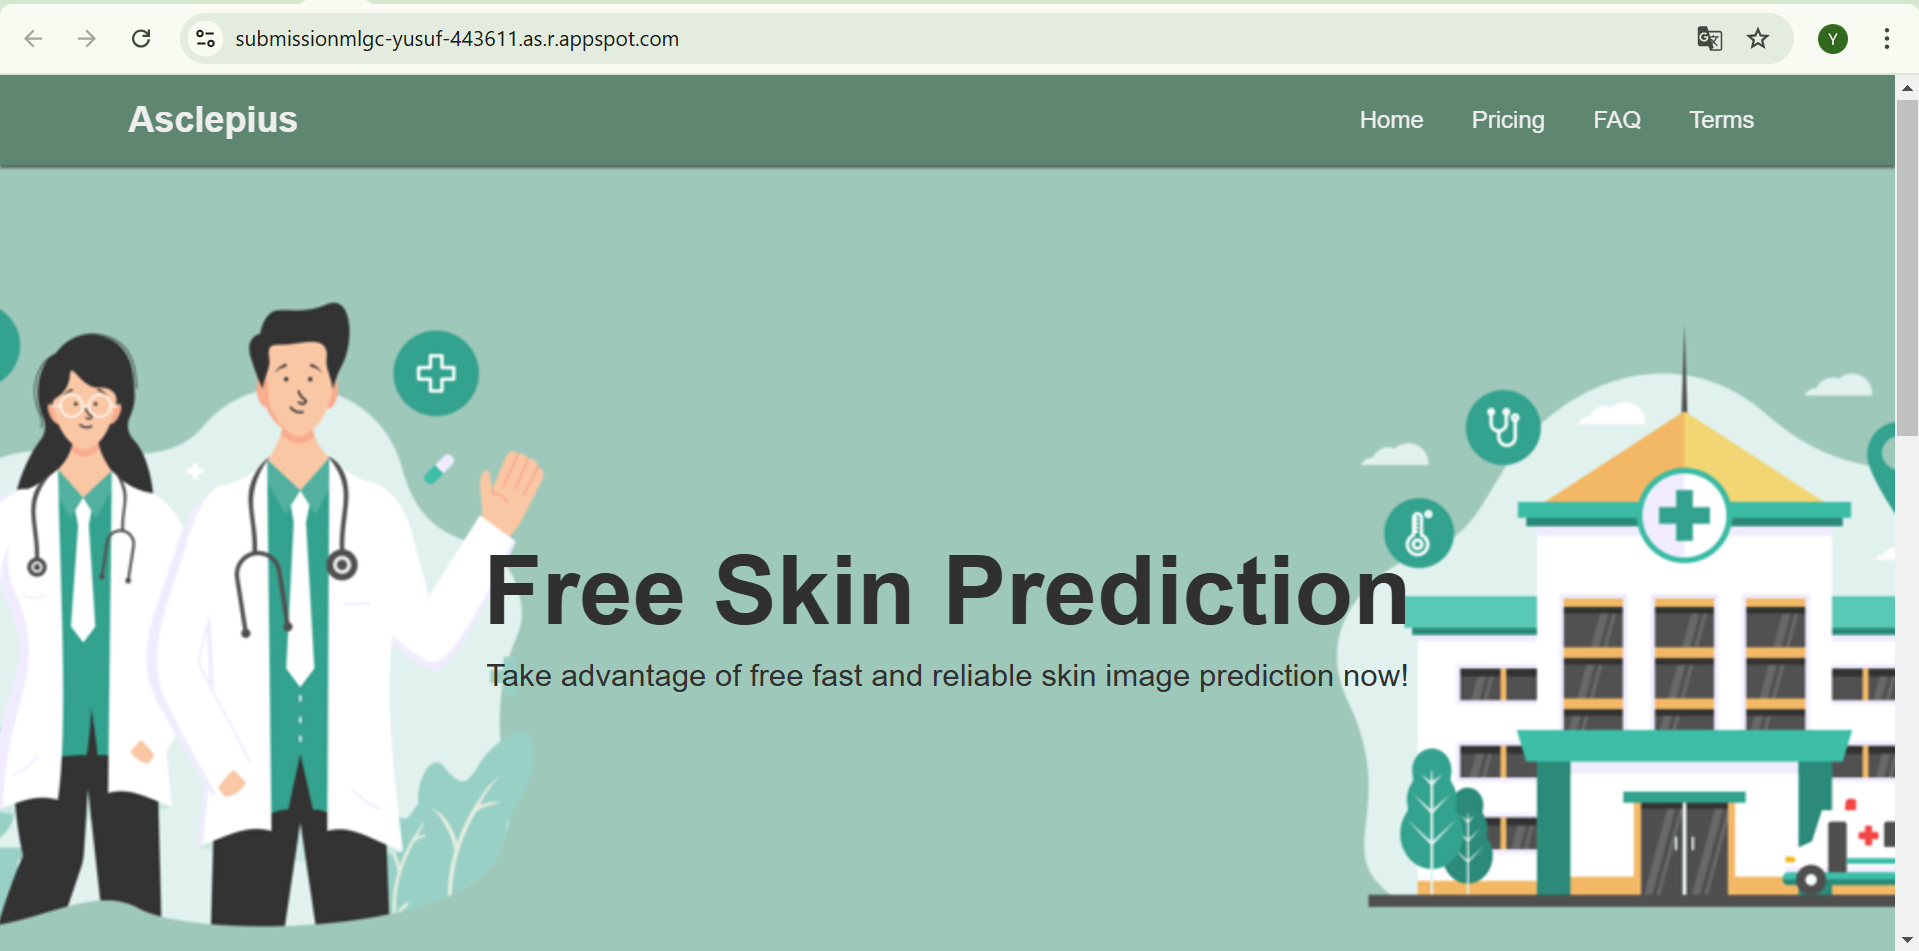 submissionmlgc-yusuf-443611.as.r.appspot.com
Y
Asclepius
Home Pricing FAQ Terms
Free Skin Prediction
Take advantage of free fast and reliable skin image prediction now!